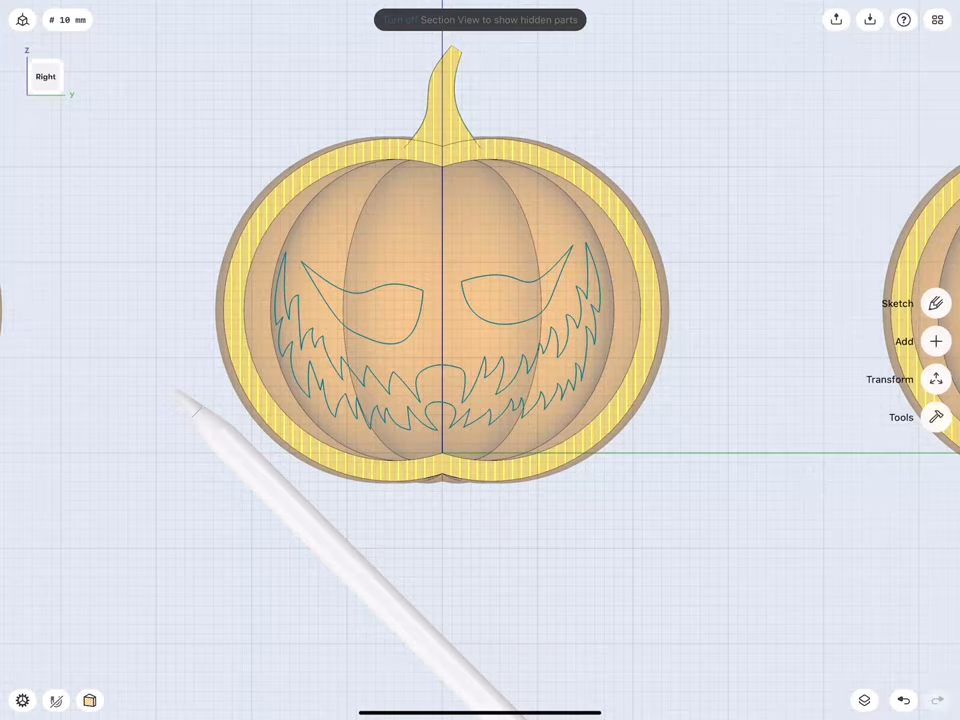 # 10 mm
Turn off Section View to show hidden parts
Z
Right
y
Sketch
Add
Transform
Tools